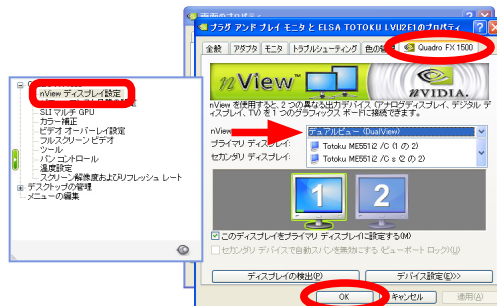 プラグ アンド プレイ モニタ と ELSA TOTOKU LVU2E1のプロパティ
全般 アダプタ モニタ トラブルシューティング 色の管理 Quadro FX 1500
nView
NVIDIA.
nView を使用すると、2 つの異なる出力デバイス (アナログディスプレイ、デジタル ディスプレイ、TV) を 1 つのグラフィックス ボードに接続できます。
nView ディスプレイ設定
SLI マルチ GPU
カラー補正
ビデオ オーバーレイ設定
フルスクリーン ビデオ
ツール
パン コントロール
温度設定
スクリーン解像度およびリフレッシュ レート
デスクトップの管理
メニューの編集
nView
デュアルビュー (DualView)
プライマリ ディスプレイ:
Totoku ME551i2 /C (1 の 2)
セカンダリ ディスプレイ:
Totoku ME551i2 /C s (2 の 2)
1
2
このディスプレイをプライマリ ディスプレイに設定する(M)
セカンダリ デバイスで自動スパンを無効にする (ビューポート ロック)(U)
ディスプレイの検出(P)
デバイス設定(E)>>
OK
キャンセル
適用(A)